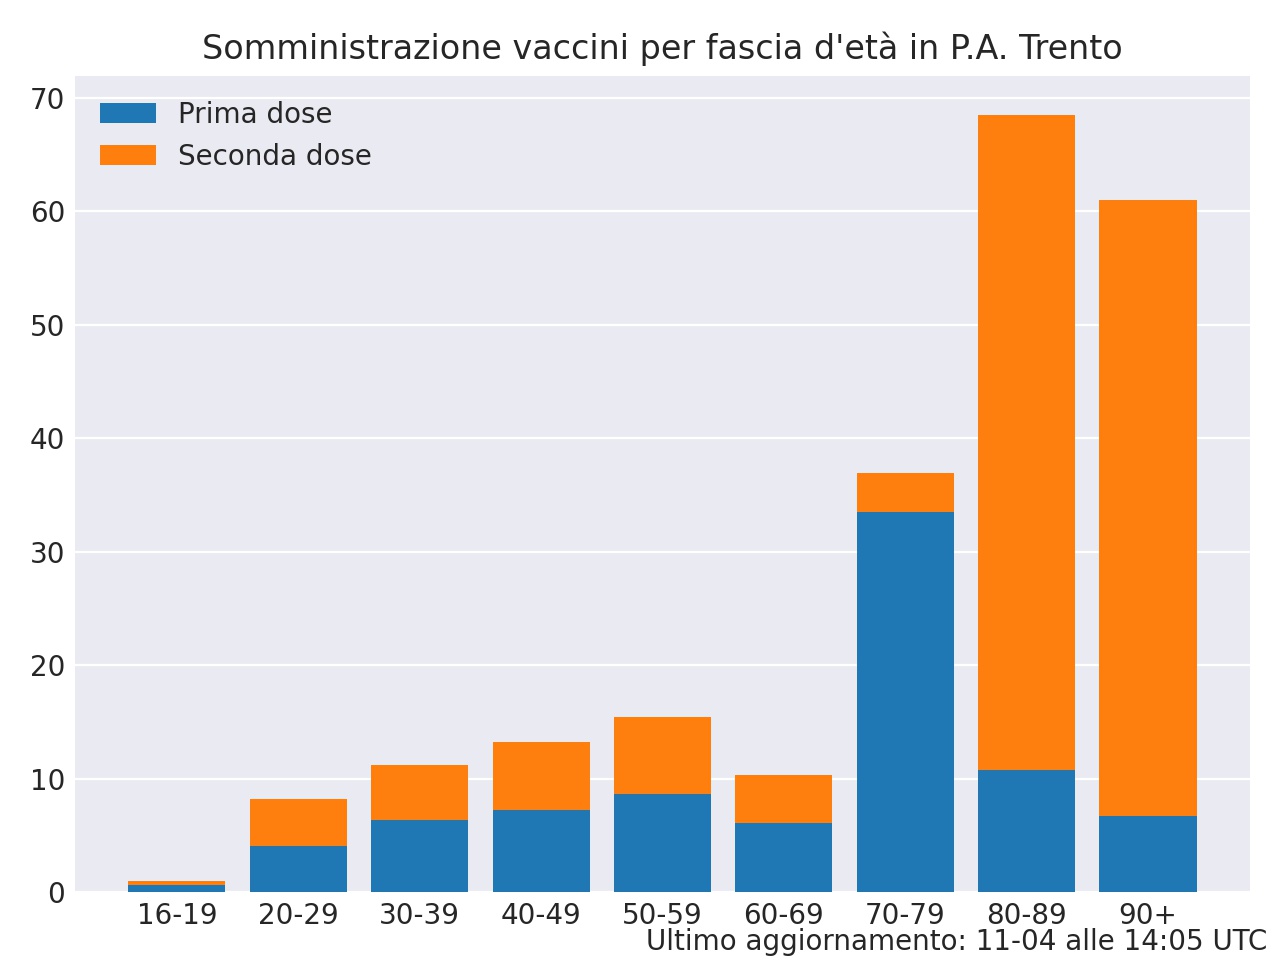 Somministrazione vaccini per fascia d'età in P.A. Trento
70
Prima dose
Seconda dose
60
50
40
30
20
10
0
16-19 20-29 30-39 40-49 50-59 60-69 70-79 80-89 90+
Ultimo aggiornamento: 11-04 alle 14:05 UTC